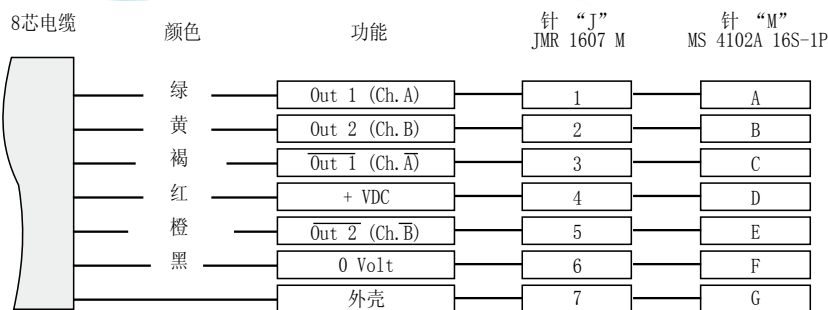 8芯电缆 颜色 功能 针 “J” 针 “M”
JMR 1607 M MS 4102A 16S-1P
绿 Out 1 (Ch.A) 1 A
黄 Out 2 (Ch.B) 2 B
褐 O̅u̅t̅ ̅1̅ (Ch.A̅) 3 C
红 + VDC 4 D
橙 O̅u̅t̅ ̅2̅ (Ch.B̅) 5 E
黑 0 Volt 6 F
外壳 7 G